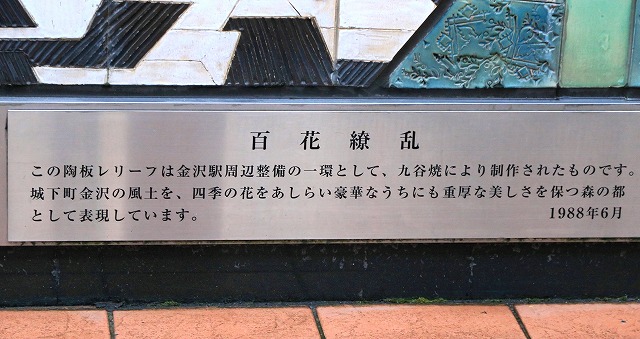 百花繚乱
この陶板レリーフは金沢駅周辺整備の一環として、九谷焼により制作されたものです。
城下町金沢の風土を、四季の花をあしらい豪華なうちにも重厚な美しさを保つ森の都
として表現しています。 1988年6月